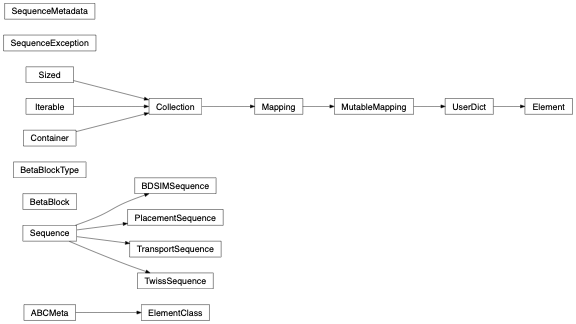 SequenceMetadata
SequenceException
Sized
Iterable
Collection
Mapping
MutableMapping
UserDict
Element
Container
BetaBlockType
BDSIMSequence
BetaBlock
PlacementSequence
Sequence
TransportSequence
TwissSequence
ABCMeta
ElementClass